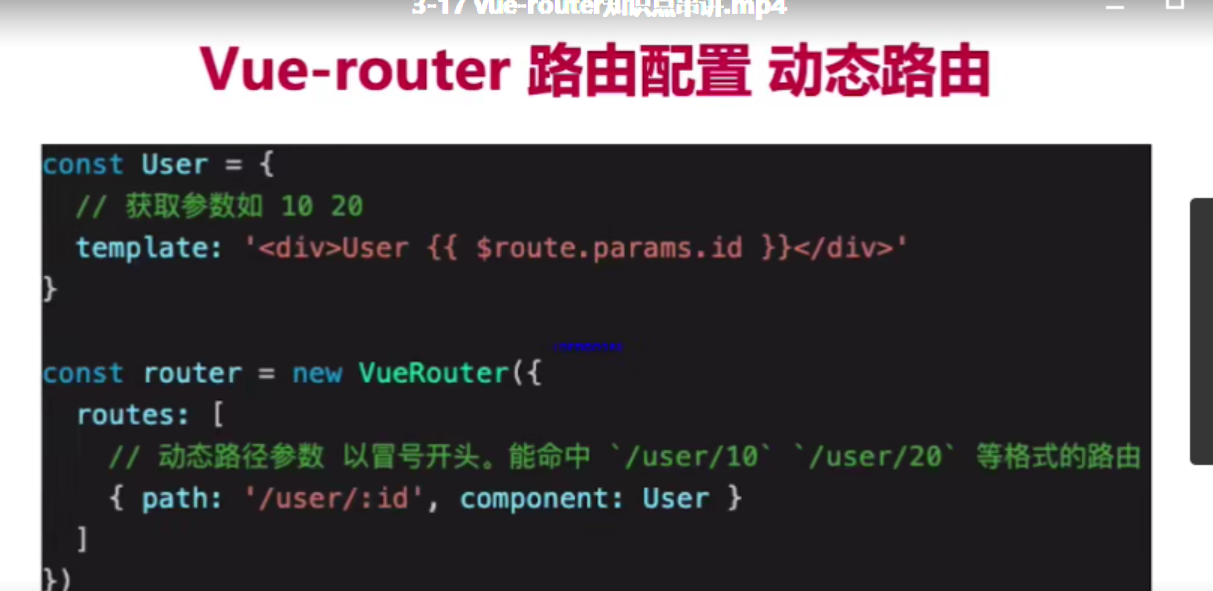 3-17 vue-router知识点串讲.mp4
Vue-router 路由配置 动态路由
const User = {
// 获取参数如 10 20
template: '<div>User {{ $route.params.id }}</div>'
}
const router = new VueRouter({
routes: [
// 动态路径参数 以冒号开头。能命中 `/user/10` `/user/20` 等格式的路由
{ path: '/user/:id', component: User }
]
})